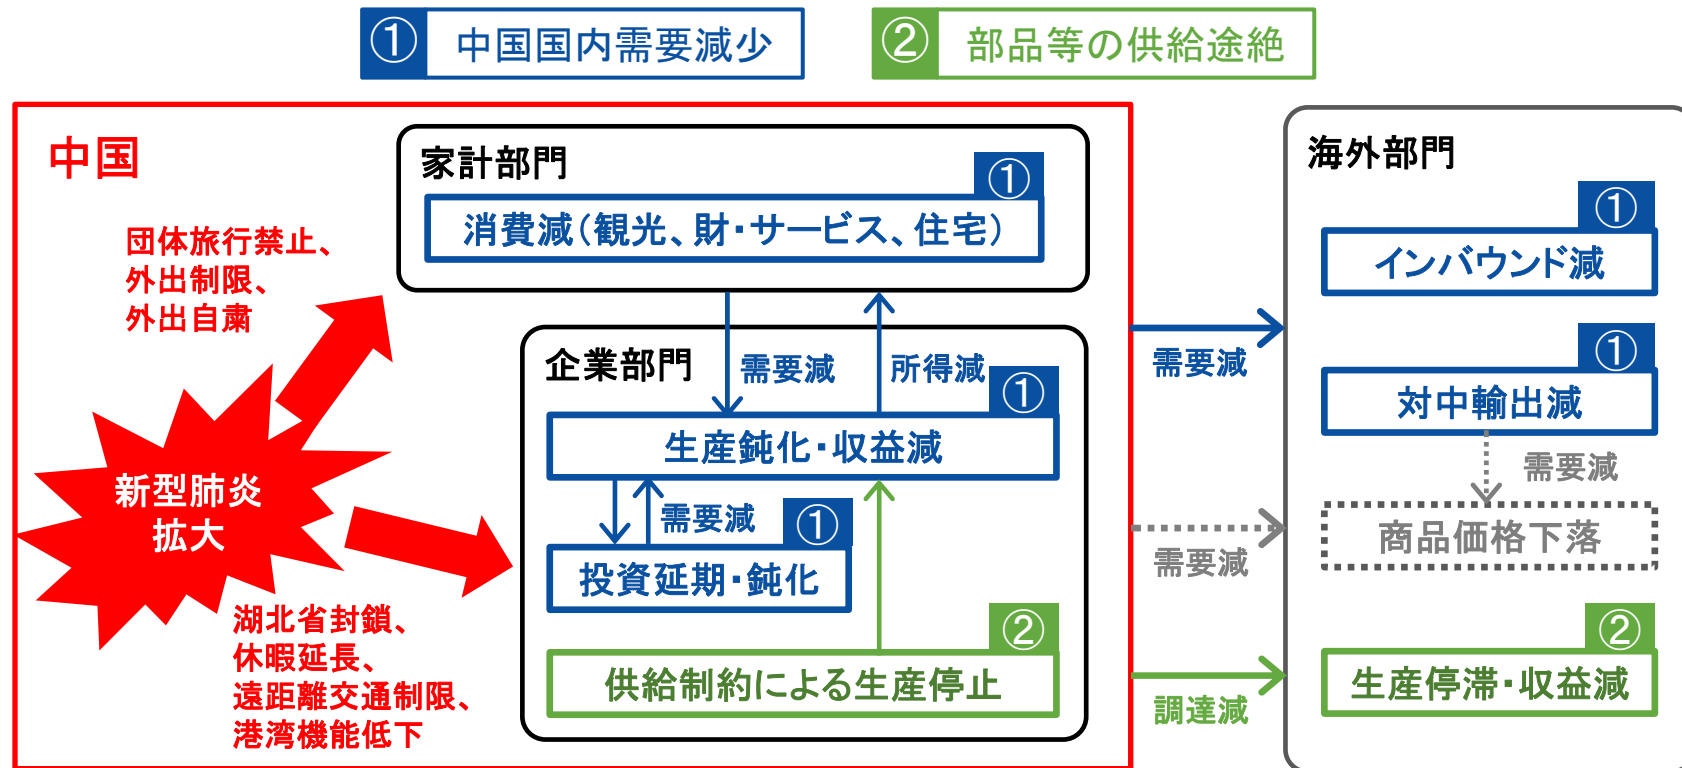 ① 中国国内需要減少
② 部品等の供給途絶
中国
団体旅行禁止、
外出制限、
外出自粛
新型肺炎
拡大
湖北省封鎖、
休暇延長、
遠距離交通制限、
港湾機能低下
家計部門
①
消費減（観光、財・サービス、住宅）
企業部門
需要減
所得減
①
生産鈍化・収益減
需要減
①
投資延期・鈍化
②
供給制約による生産停止
需要減
需要減
調達減
海外部門
①
インバウンド減
①
対中輸出減
需要減
商品価格下落
②
生産停滞・収益減